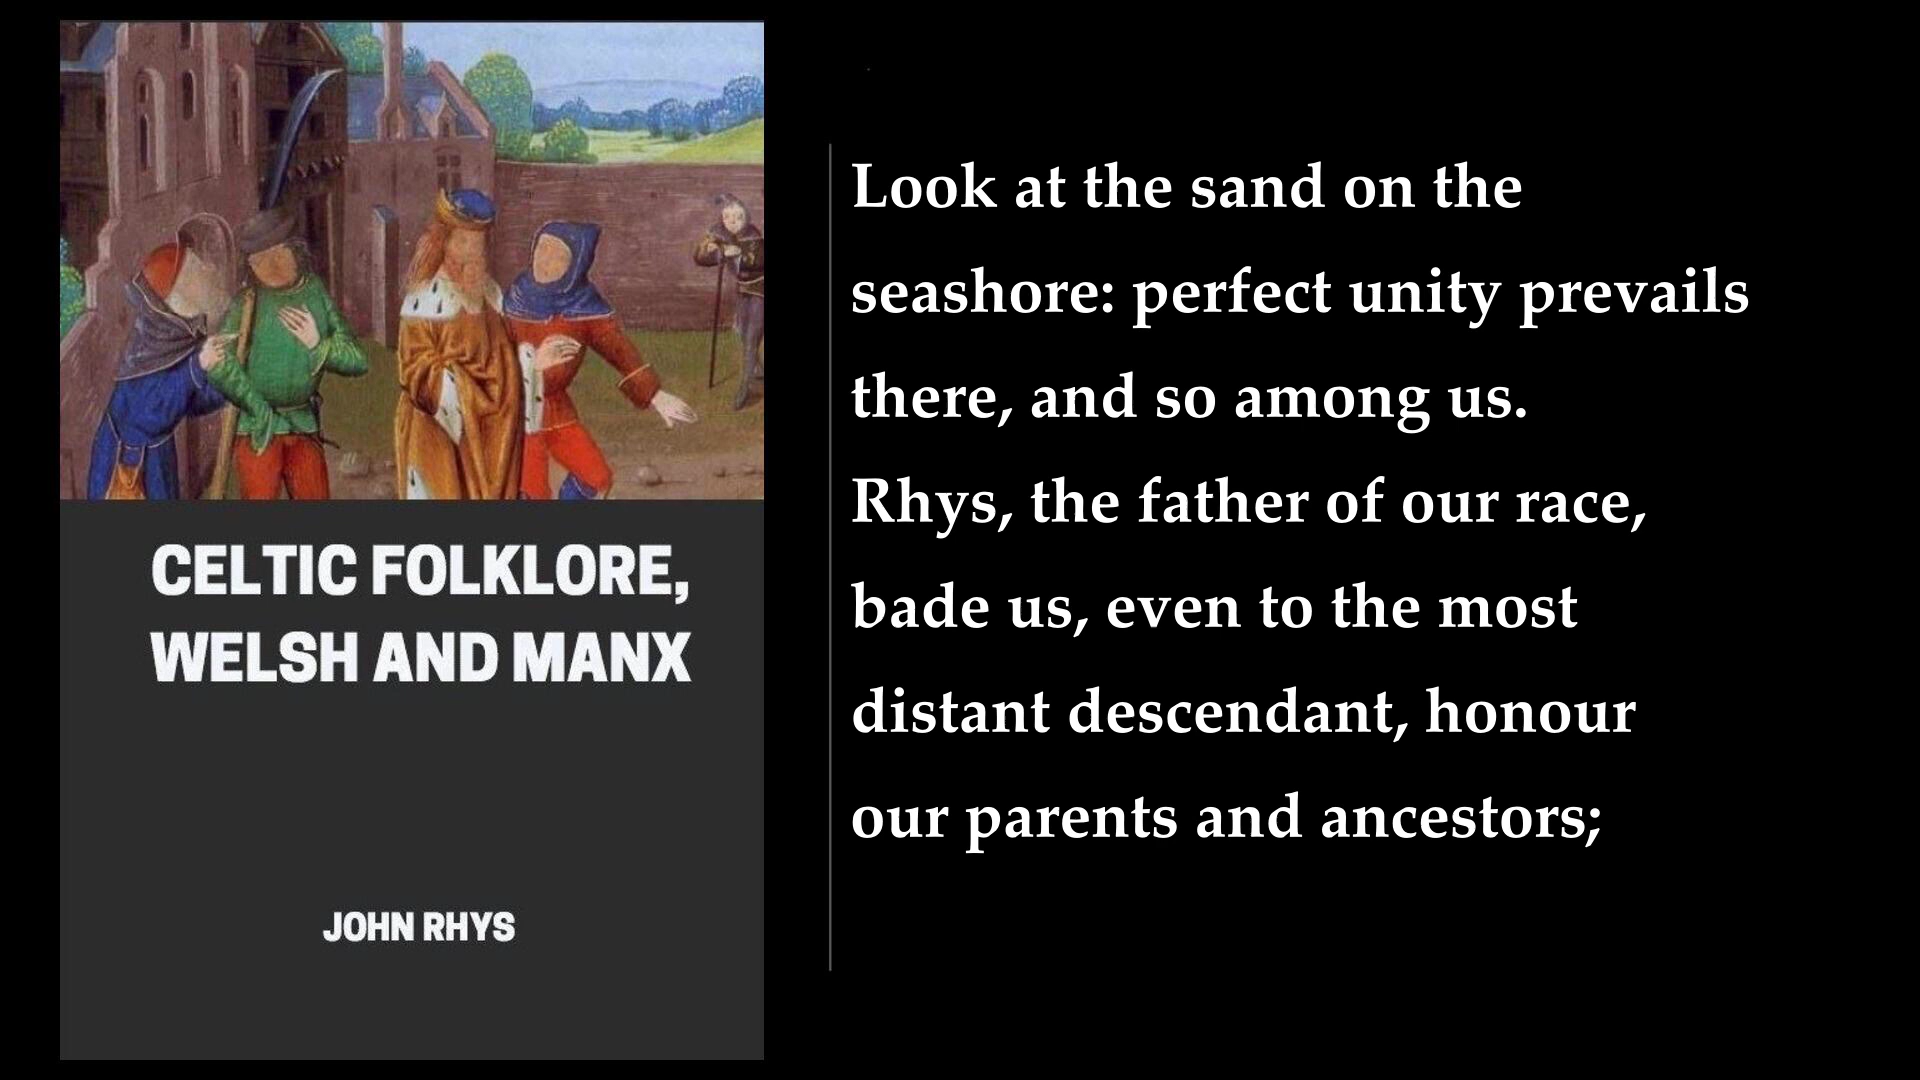 CELTIC FOLKLORE,
WELSH AND MANX
JOHN RHYS
Look at the sand on the
seashore: perfect unity prevails
there, and so among us.
Rhys, the father of our race,
bade us, even to the most
distant descendant, honour
our parents and ancestors;